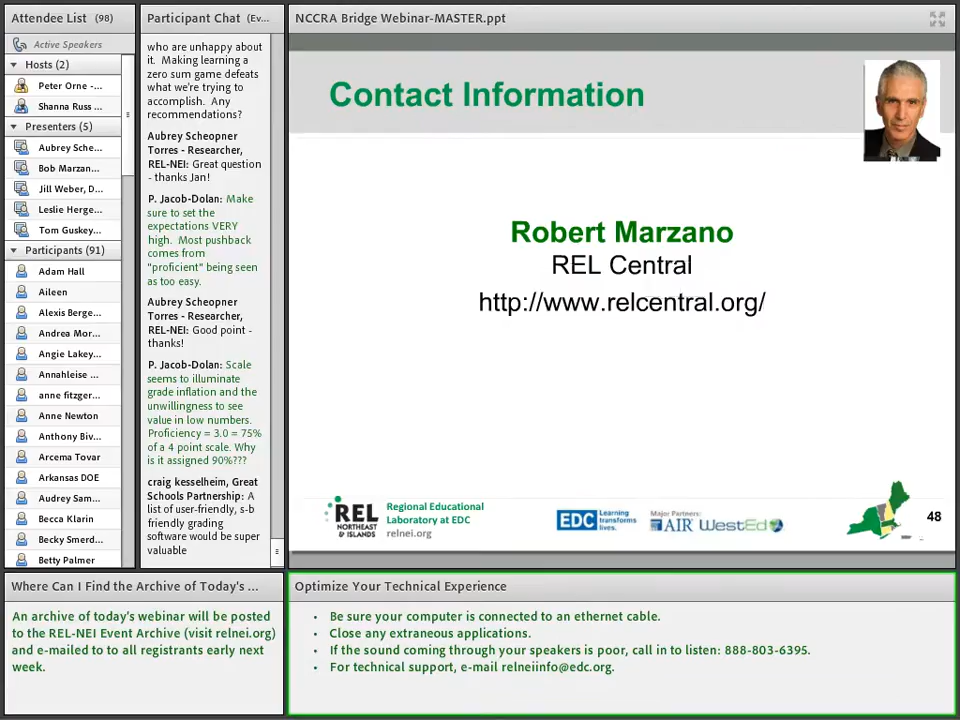 Attendee List (98)
Active Speakers
Hosts (2)
Peter Orne -...
Shanna Russ ...
Presenters (5)
Aubrey Sche...
Bob Marzan...
Jill Weber, D...
Leslie Herge...
Tom Guskey...
Participants (91)
Adam Hall
Aileen
Alexis Berge...
Andrea Mor...
Angie Lakey...
Annahleise ...
anne fitzger...
Anne Newton
Anthony Biv...
Arcema Tovar
Arkansas DOE
Audrey Sam...
Becca Klarin
Becky Smerd...
Betty Palmer
Participant Chat (Ev...
who are unhappy about
it. Making learning a
zero sum game defeats
what we're trying to
accomplish. Any
recommendations?
Aubrey Scheopner
Torres - Researcher,
REL-NEI: Great question
- thanks Jan!
P. Jacob-Dolan: Make
sure to set the
expectations VERY
high. Most pushback
comes from
"proficient" being seen
as too easy.
Aubrey Scheopner
Torres - Researcher,
REL-NEI: Good point -
thanks!
P. Jacob-Dolan: Scale
seems to illuminate
grade inflation and the
unwillingness to see
value in low numbers.
Proficiency = 3.0 = 75%
of a 4 point scale. Why
is it assigned 90%???
craig kesselheim, Great
Schools Partnership: A
list of user-friendly, s-b
friendly grading
software would be super
valuable
NCCRA Bridge Webinar-MASTER.ppt
Contact Information
Robert Marzano
REL Central
http://www.relcentral.org/
REL
NORTHEAST
& ISLANDS
Regional Educational
Laboratory at EDC
relnei.org
EDC Learning
transforms
lives.
Major Partners:
AIR WestEd
48
Where Can I Find the Archive of Today's ...
An archive of today's webinar will be posted
to the REL-NEI Event Archive (visit relnei.org)
and e-mailed to to all registrants early next
week.
Optimize Your Technical Experience
• Be sure your computer is connected to an ethernet cable.
• Close any extraneous applications.
• If the sound coming through your speakers is poor, call in to listen: 888-803-6395.
• For technical support, e-mail relneiinfo@edc.org.